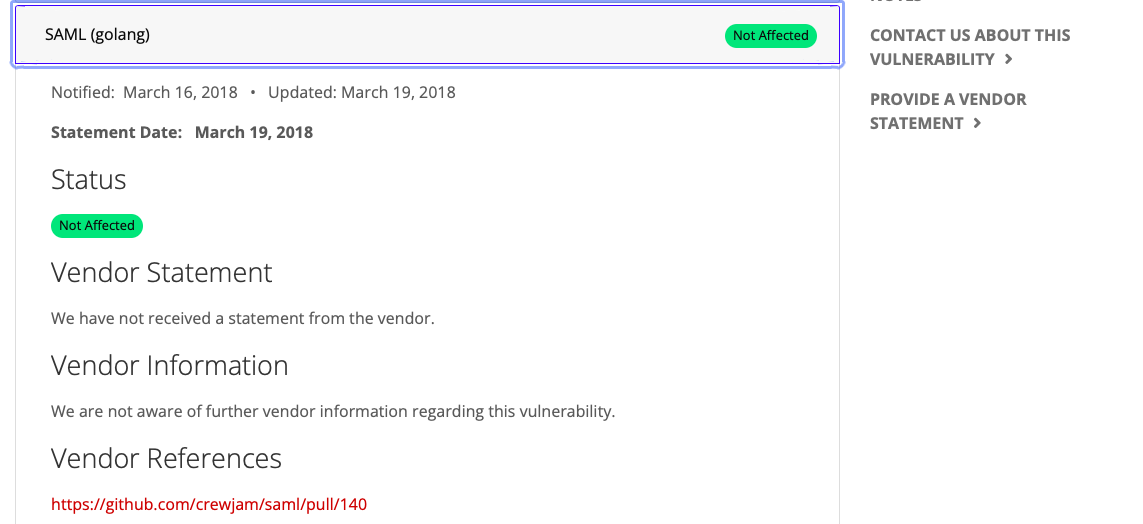 SAML (golang)
Not Affected
Notified: March 16, 2018 • Updated: March 19, 2018
Statement Date: March 19, 2018
Status
Not Affected
Vendor Statement
We have not received a statement from the vendor.
Vendor Information
We are not aware of further vendor information regarding this vulnerability.
Vendor References
https://github.com/crewjam/saml/pull/140
CONTACT US ABOUT THIS
VULNERABILITY
PROVIDE A VENDOR
STATEMENT